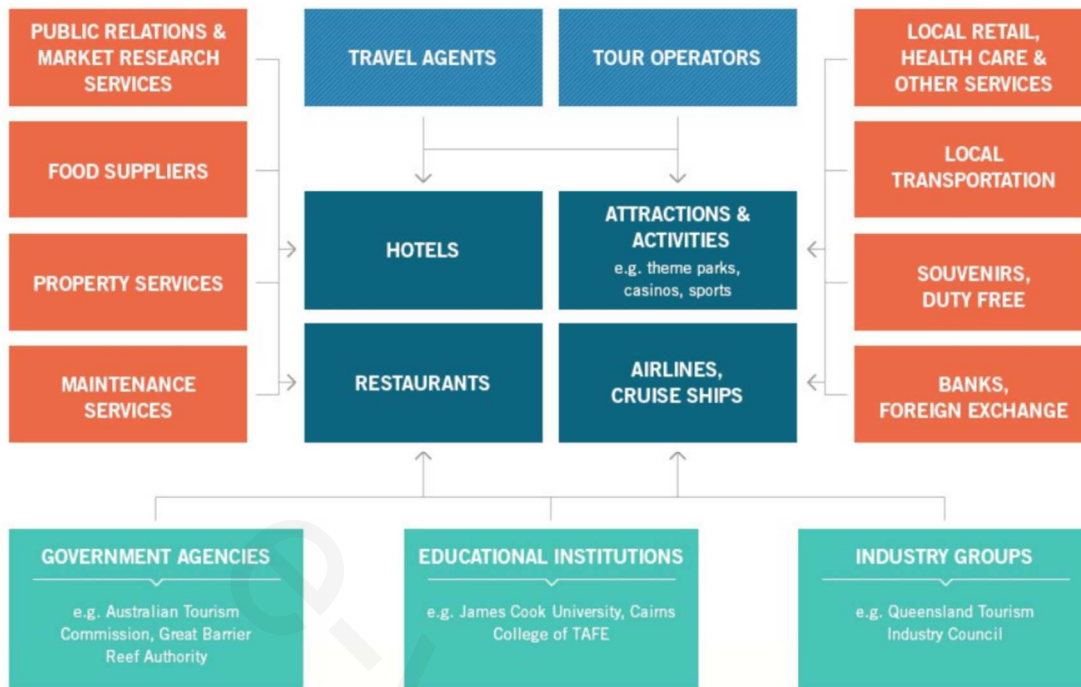 PUBLIC RELATIONS &
MARKET RESEARCH
SERVICES
TRAVEL AGENTS
TOUR OPERATORS
LOCAL RETAIL,
HEALTH CARE &
OTHER SERVICES
FOOD SUPPLIERS
LOCAL
TRANSPORTATION
HOTELS
ATTRACTIONS &
ACTIVITIES
e.g. theme parks,
casinos, sports
PROPERTY SERVICES
SOUVENIRS,
DUTY FREE
MAINTENANCE
SERVICES
RESTAURANTS
AIRLINES,
CRUISE SHIPS
BANKS,
FOREIGN EXCHANGE
GOVERNMENT AGENCIES
e.g. Australian Tourism
Commission, Great Barrier
Reef Authority
EDUCATIONAL INSTITUTIONS
e.g. James Cook University, Cairns
College of TAFE
INDUSTRY GROUPS
e.g. Queensland Tourism
Industry Council